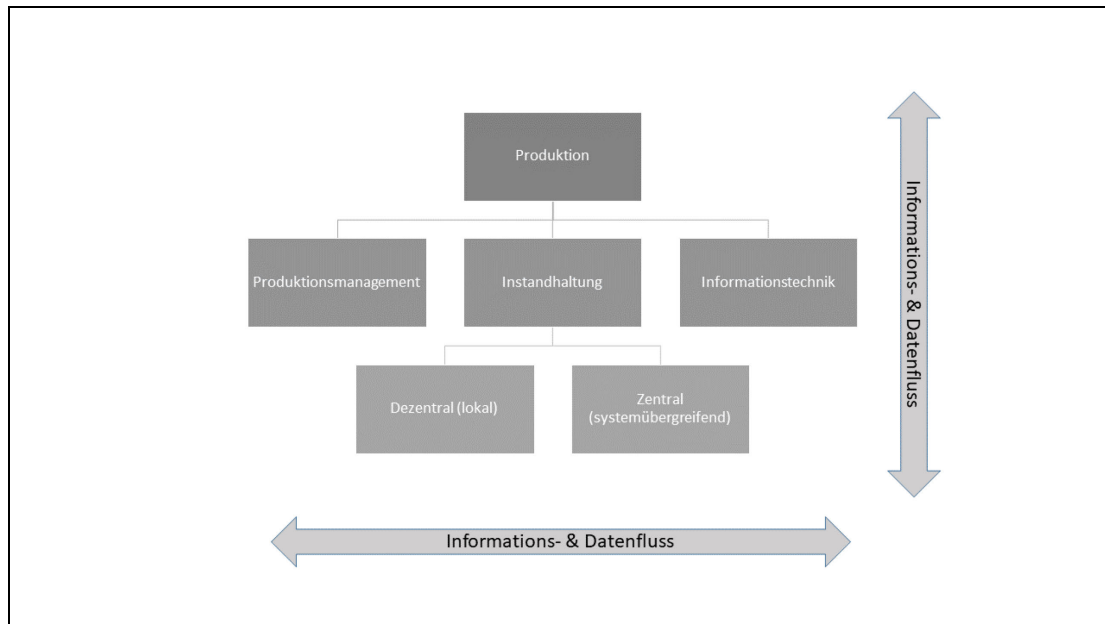 Produktion
Produktionsmanagement
Instandhaltung
Informationstechnik
Dezentral (lokal)
Zentral
(systemübergreifend)
Informations- & Datenfluss
Informations- & Datenfluss